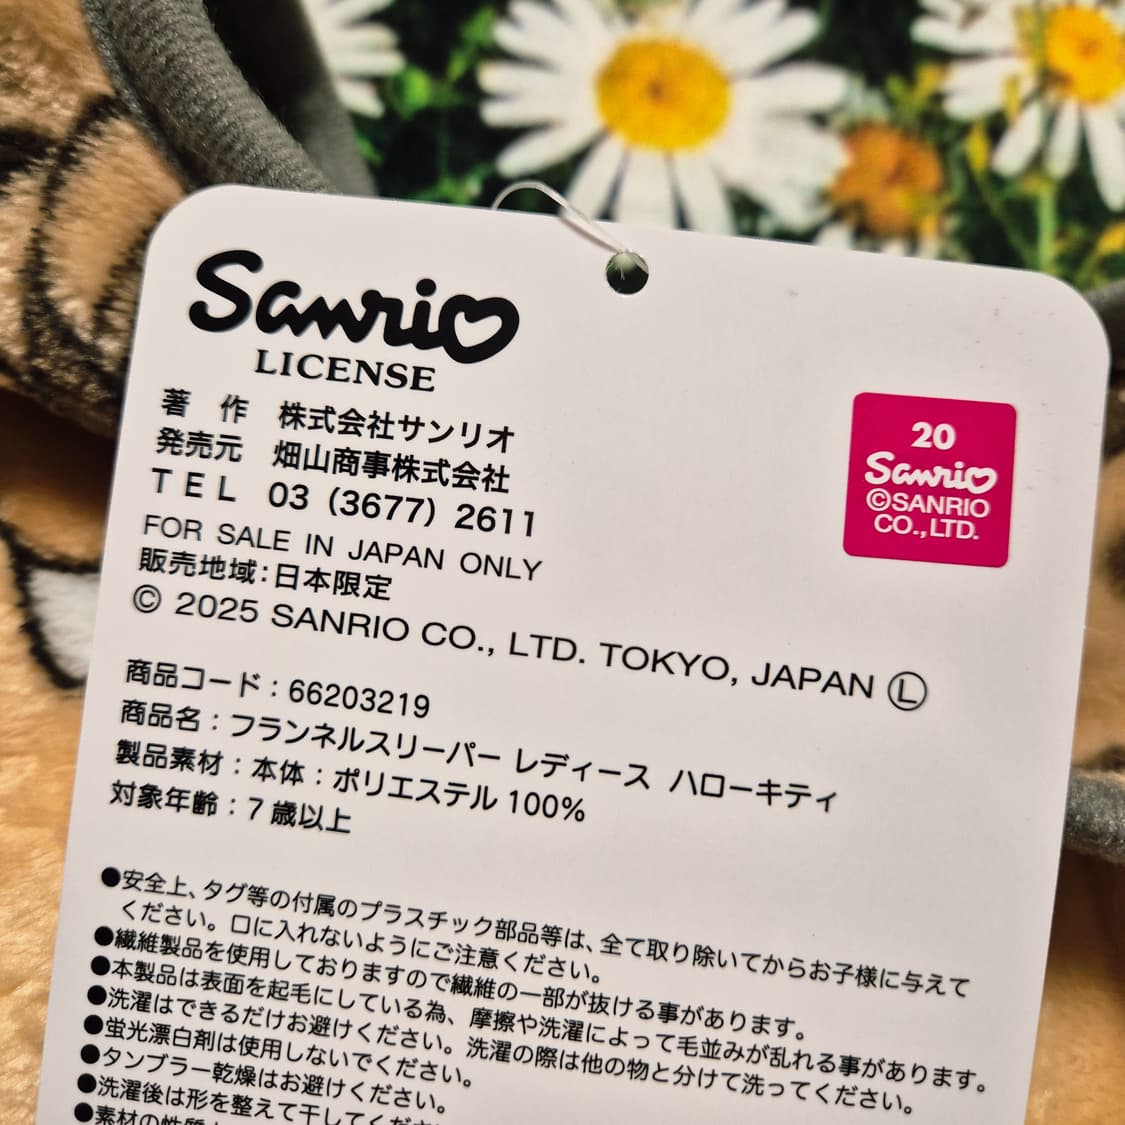 Sanrio
LICENSE
著 作 株式会社サンリオ
発売元 畑山商事株式会社
TEL 03（3677）2611
FOR SALE IN JAPAN ONLY
販売地域：日本限定
© 2025 SANRIO CO., LTD. TOKYO, JAPAN Ⓛ
20
Sanrio
©SANRIO
CO., LTD.
商品コード：66203219
商品名：フランネルスリーパー レディース ハローキティ
製品素材：本体：ポリエステル 100%
対象年齢：7 歳以上
●安全上、タグ等の付属のプラスチック部品等は、全て取り除いてからお子様に与えて
ください。口に入れないようにご注意ください。
●繊維製品を使用しておりますので繊維の一部が抜ける事があります。
●本製品は表面を起毛にしている為、摩擦や洗濯によって毛並みが乱れる事があります。
●洗濯はできるだけお避けください。洗濯の際は他の物と分けて洗ってください。
●蛍光漂白剤は使用しないでください。
●タンブラー乾燥はお避けください。
●洗濯後は形を整えて干してくださ
●素材の性質